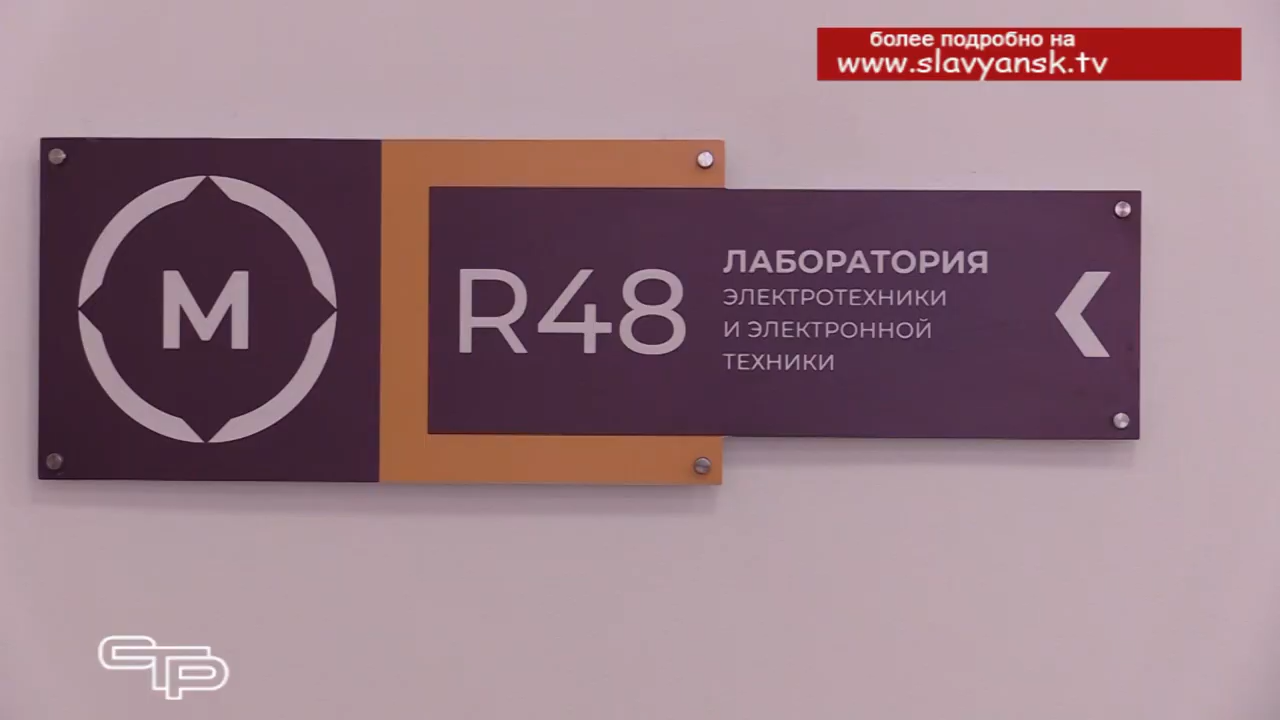 более подробно на
www.slavyansk.tv
M
R48
ЛАБОРАТОРИЯ
ЭЛЕКТРОТЕХНИКИ
И ЭЛЕКТРОННОЙ
ТЕХНИКИ
СТР